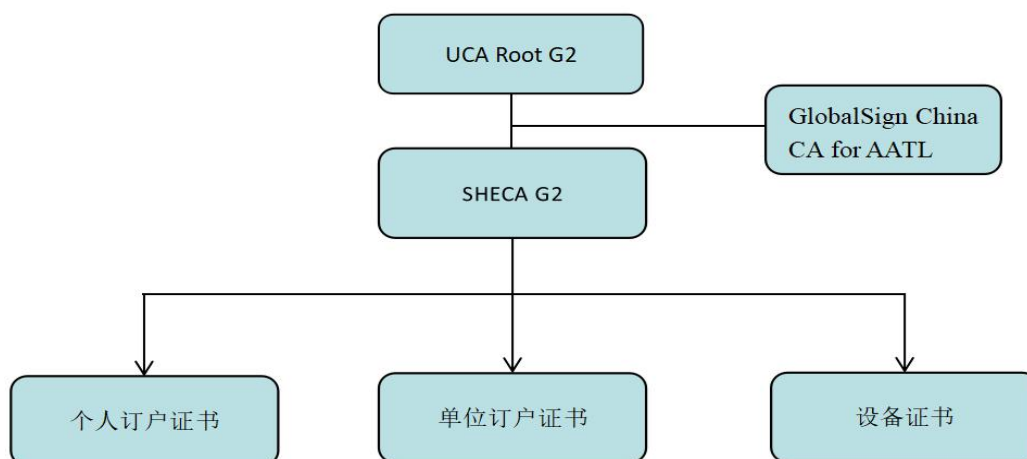 UCA Root G2
GlobalSign China
CA for AATL
SHECA G2
个人订户证书
单位订户证书
设备证书